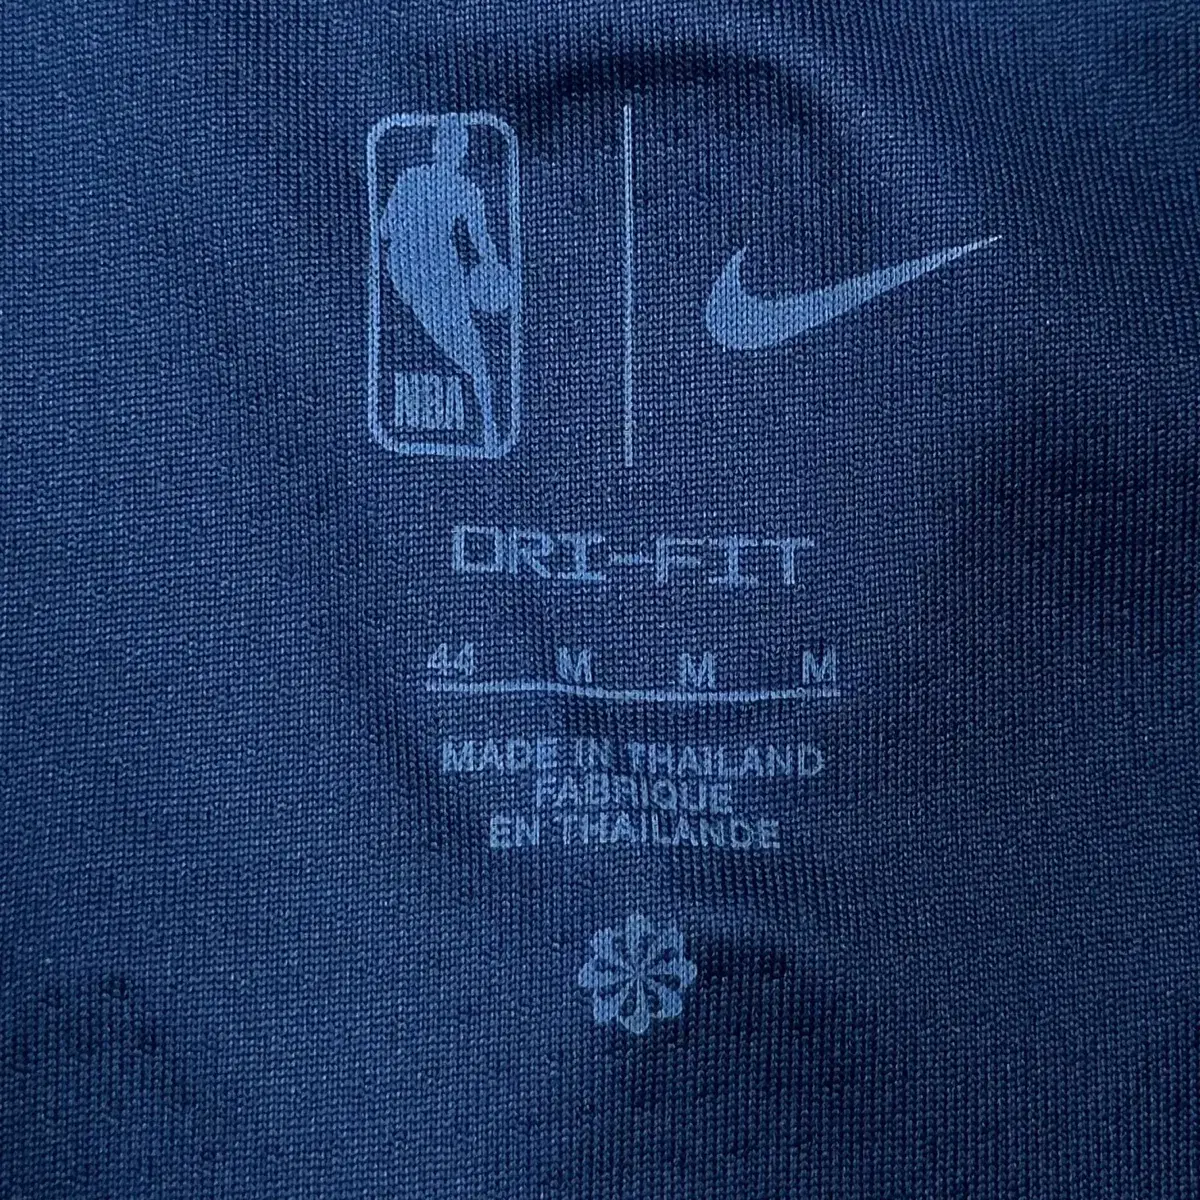 NBA
DRI-FIT
44 M M M
MADE IN THAILAND
FABRIQUE
EN THAILANDE